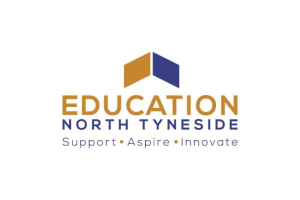 EDUCATION
NORTH TYNESIDE
Support • Aspire • Innovate